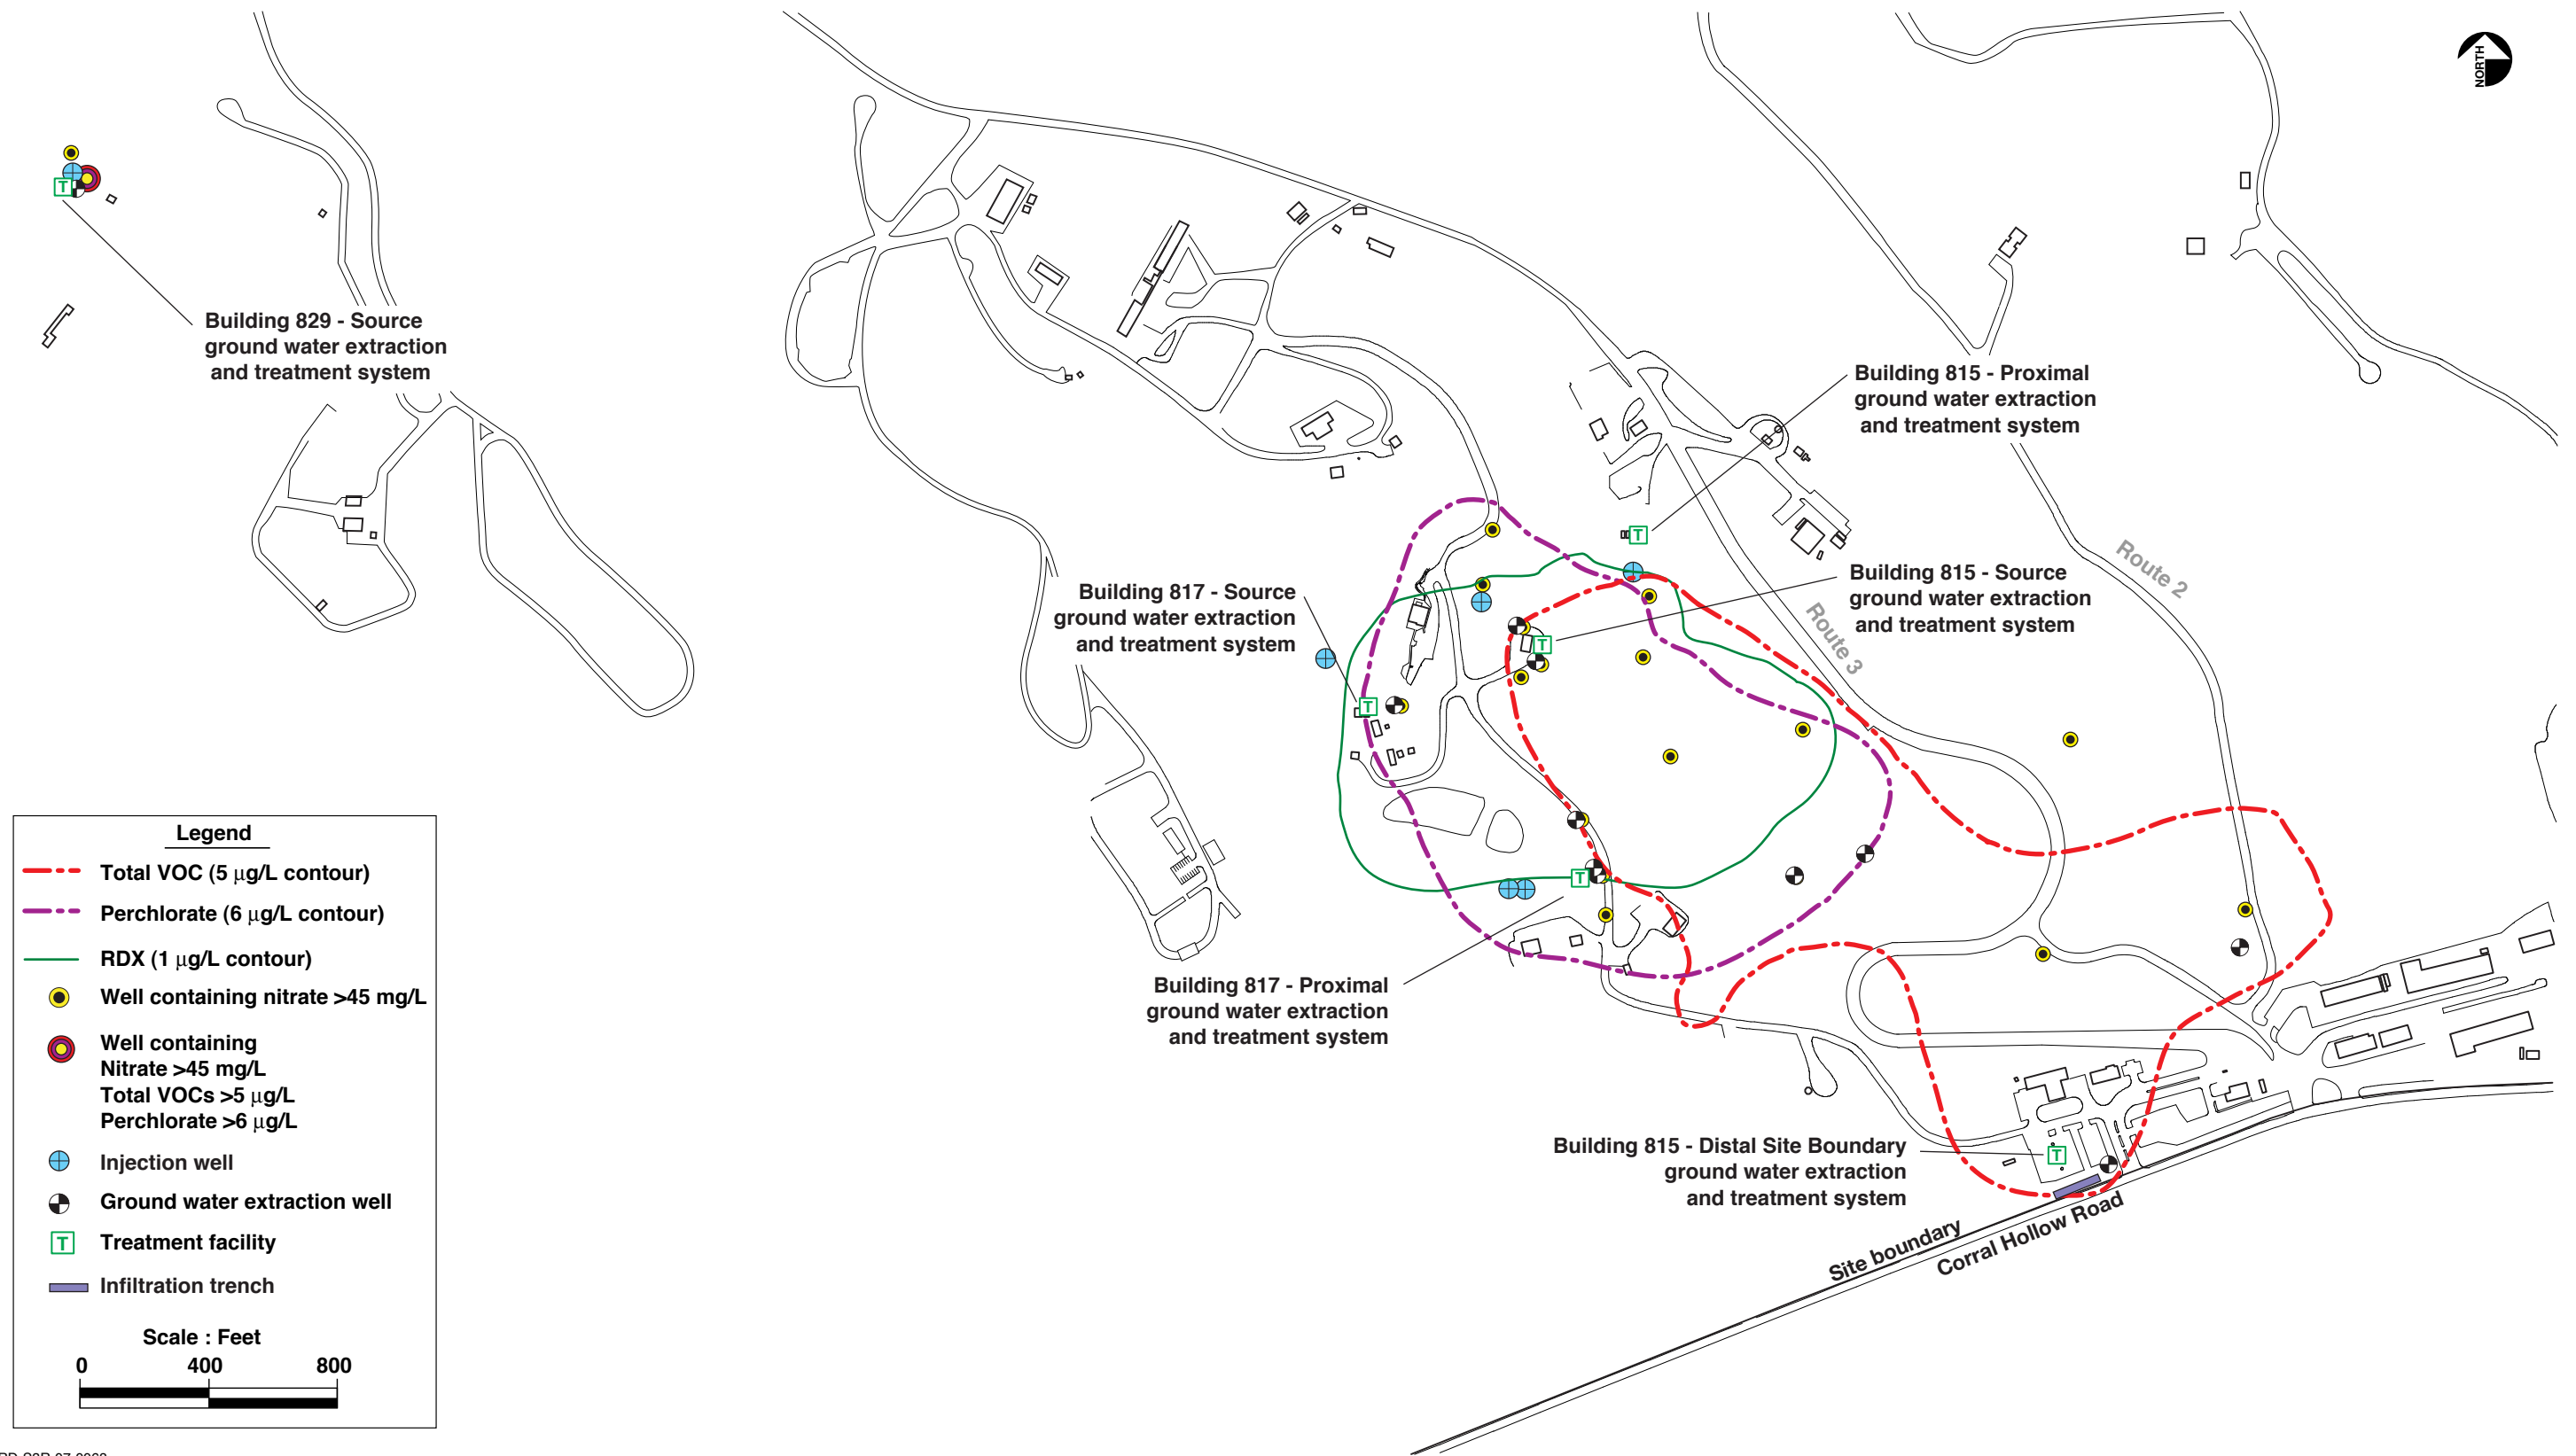 NORTH
Building 829 - Source
ground water extraction
and treatment system
Building 815 - Proximal
ground water extraction
and treatment system
Building 815 - Source
ground water extraction
and treatment system
Route 2
Route 3
Building 817 - Source
ground water extraction
and treatment system
Building 817 - Proximal
ground water extraction
and treatment system
Building 815 - Distal Site Boundary
ground water extraction
and treatment system
Site boundary
Corral Hollow Road
T
T
T
T
T
T
Legend
Total VOC (5 µg/L contour)
Perchlorate (6 µg/L contour)
RDX (1 µg/L contour)
Well containing nitrate >45 mg/L
Well containing
Nitrate >45 mg/L
Total VOCs >5 µg/L
Perchlorate >6 µg/L
Injection well
Ground water extraction well
T Treatment facility
Infiltration trench
Scale : Feet
0 400 800